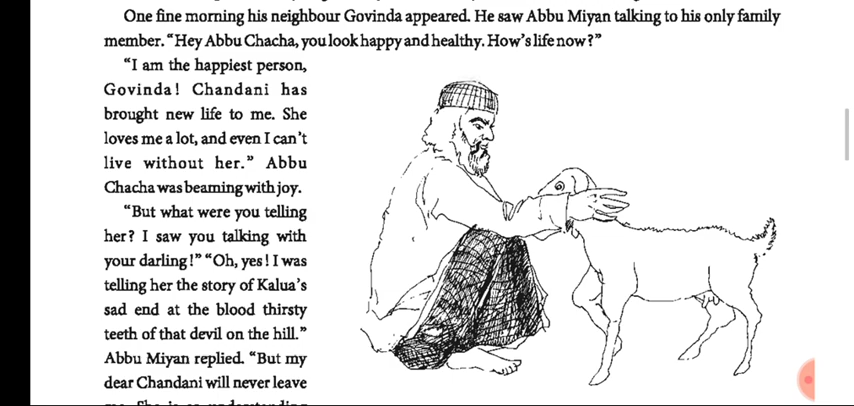 One fine morning his neighbour Govinda appeared. He saw Abbu Miyan talking to his only family
member. “Hey Abbu Chacha, you look happy and healthy. How’s life now?”
“I am the happiest person,
Govinda! Chandani has
brought new life to me. She
loves me a lot, and even I can’t
live without her.” Abbu
Chacha was beaming with joy.
“But what were you telling
her? I saw you talking with
your darling!” “Oh, yes! I was
telling her the story of Kalua’s
sad end at the blood thirsty
teeth of that devil on the hill.”
Abbu Miyan replied. “But my
dear Chandani will never leave